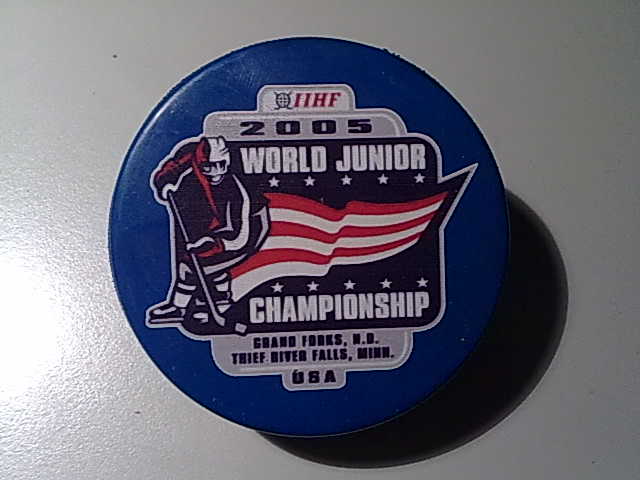 IIHF
2005
WORLD JUNIOR
CHAMPIONSHIP
GRAND FORKS, N.D.
THIEF RIVER FALLS, MINN.
USA